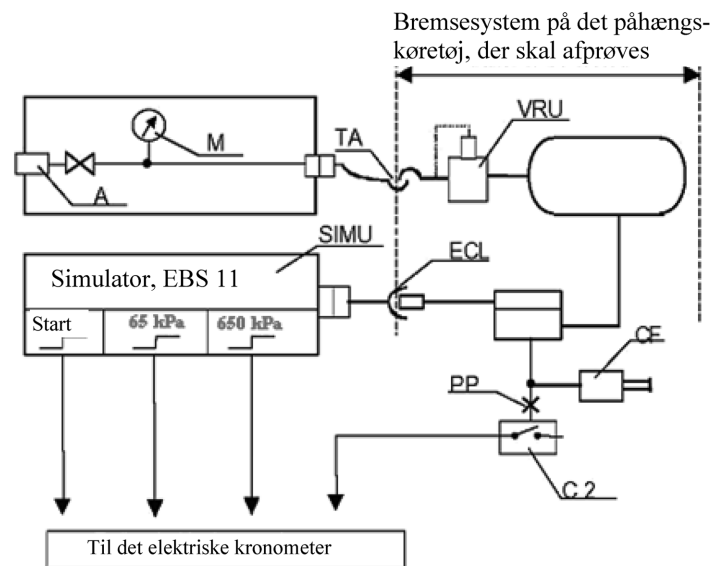 Bremsesystem på det påhængs-
køretøj, der skal afprøves
VRU
M
TA
A
SIMU
Simulator, EBS 11
ECL
Start
65 kPa
650 kPa
CE
PP
C 2
Til det elektriske kronometer